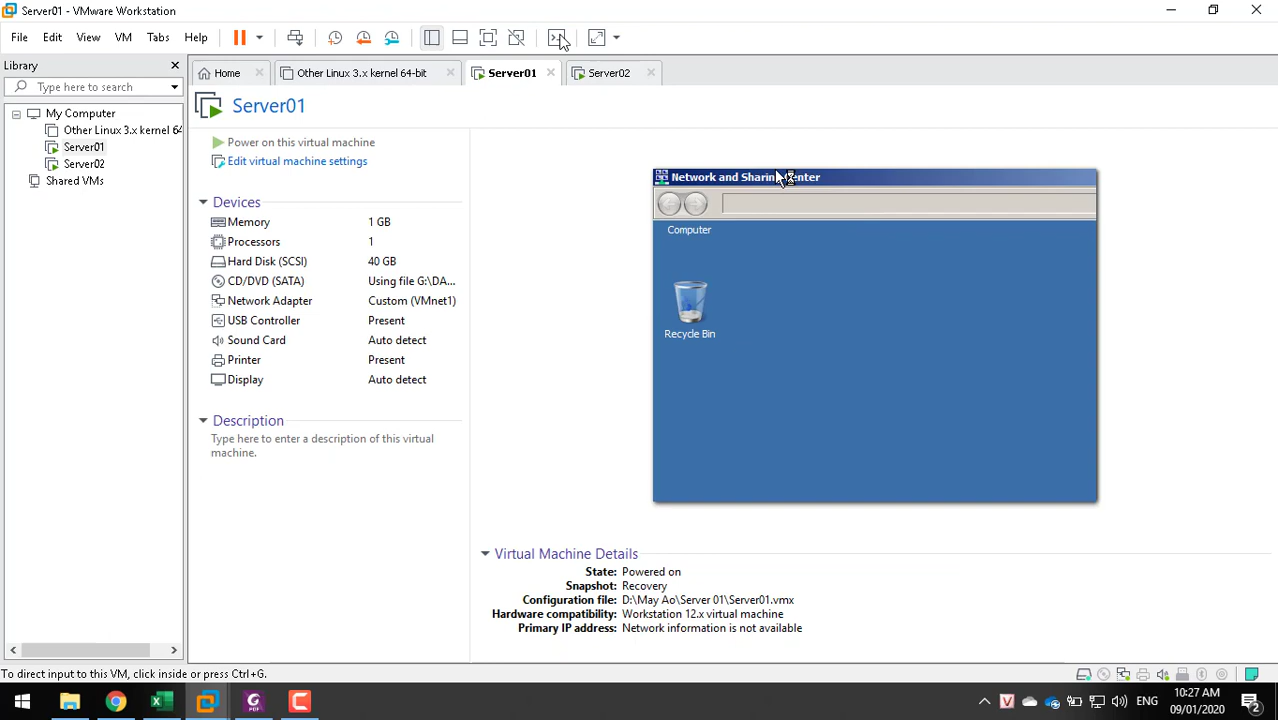 Server01 - VMware Workstation
File Edit View VM Tabs Help
Library
Type here to search
My Computer
Other Linux 3.x kernel 64
Server01
Server02
Shared VMs
Home
Other Linux 3.x kernel 64-bit
Server01
Server02
Server01
Power on this virtual machine
Edit virtual machine settings
Devices
Memory 1 GB
Processors 1
Hard Disk (SCSI) 40 GB
CD/DVD (SATA) Using file G:\DA...
Network Adapter Custom (VMnet1)
USB Controller Present
Sound Card Auto detect
Printer Present
Display Auto detect
Description
Type here to enter a description of this virtual
machine.
Network and Sharing Center
Computer
Recycle Bin
Virtual Machine Details
State: Powered on
Snapshot: Recovery
Configuration file: D:\May Ao\Server 01\Server01.vmx
Hardware compatibility: Workstation 12.x virtual machine
Primary IP address: Network information is not available
To direct input to this VM, click inside or press Ctrl+G.
PDF
V
ENG
10:27 AM
09/01/2020
2